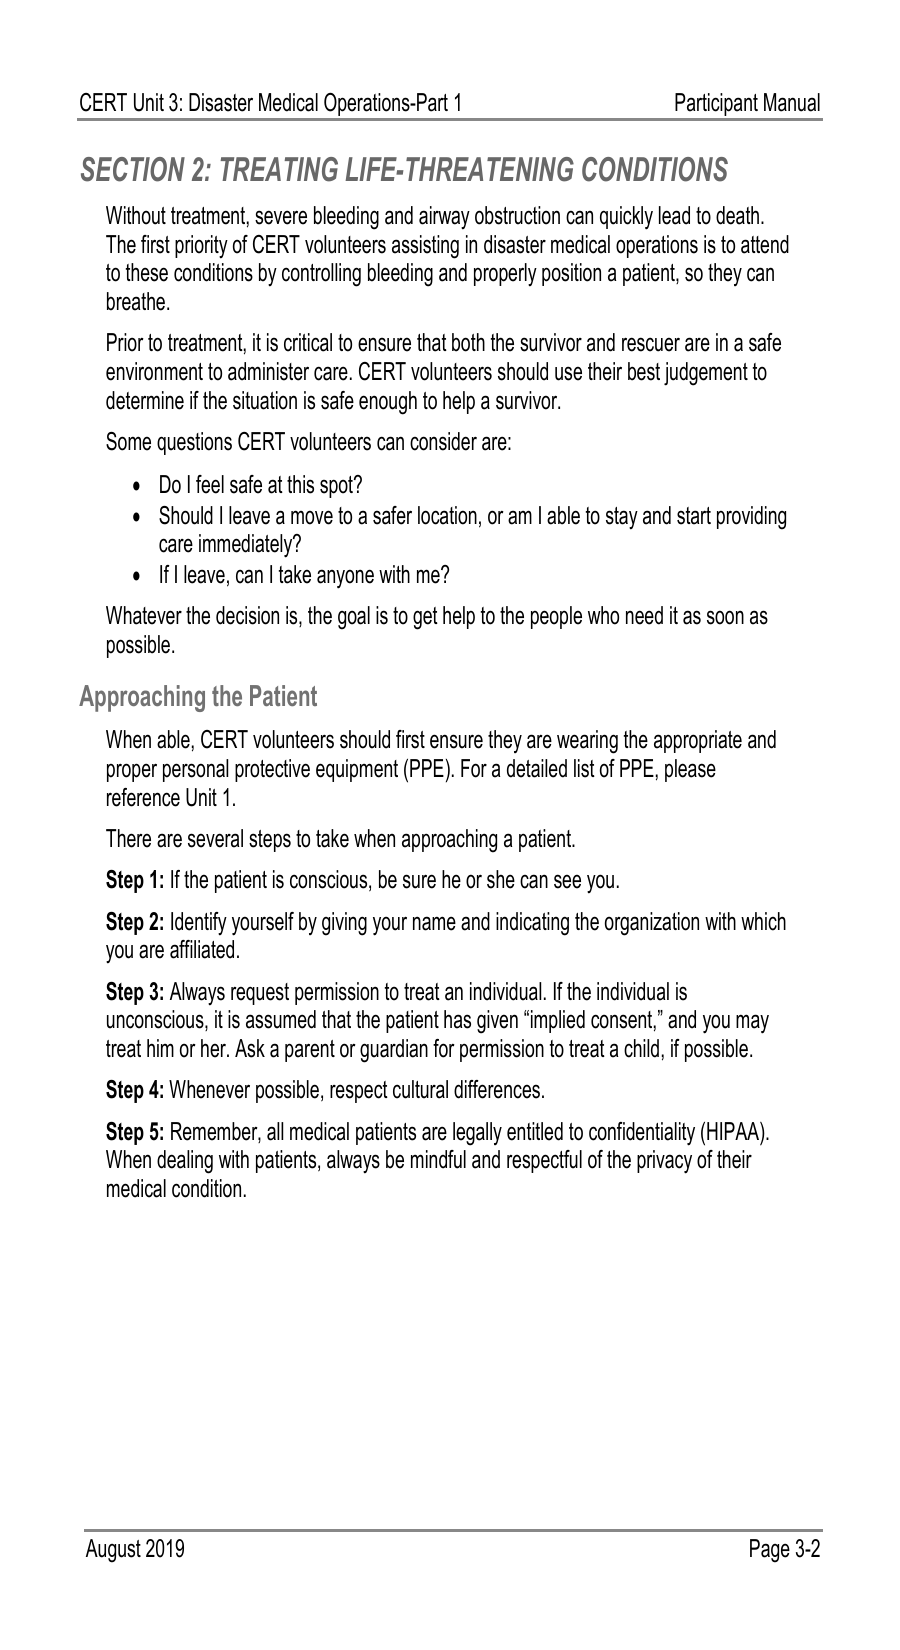 CERT Unit 3: Disaster Medical Operations-Part 1 Participant Manual
SECTION 2: TREATING LIFE-THREATENING CONDITIONS
Without treatment, severe bleeding and airway obstruction can quickly lead to death.
The first priority of CERT volunteers assisting in disaster medical operations is to attend
to these conditions by controlling bleeding and properly position a patient, so they can
breathe.
Prior to treatment, it is critical to ensure that both the survivor and rescuer are in a safe
environment to administer care. CERT volunteers should use their best judgement to
determine if the situation is safe enough to help a survivor.
Some questions CERT volunteers can consider are:
• Do I feel safe at this spot?
• Should I leave a move to a safer location, or am I able to stay and start providing
care immediately?
• If I leave, can I take anyone with me?
Whatever the decision is, the goal is to get help to the people who need it as soon as
possible.
Approaching the Patient
When able, CERT volunteers should first ensure they are wearing the appropriate and
proper personal protective equipment (PPE). For a detailed list of PPE, please
reference Unit 1.
There are several steps to take when approaching a patient.
Step 1: If the patient is conscious, be sure he or she can see you.
Step 2: Identify yourself by giving your name and indicating the organization with which
you are affiliated.
Step 3: Always request permission to treat an individual. If the individual is
unconscious, it is assumed that the patient has given “implied consent,” and you may
treat him or her. Ask a parent or guardian for permission to treat a child, if possible.
Step 4: Whenever possible, respect cultural differences.
Step 5: Remember, all medical patients are legally entitled to confidentiality (HIPAA).
When dealing with patients, always be mindful and respectful of the privacy of their
medical condition.
August 2019 Page 3-2